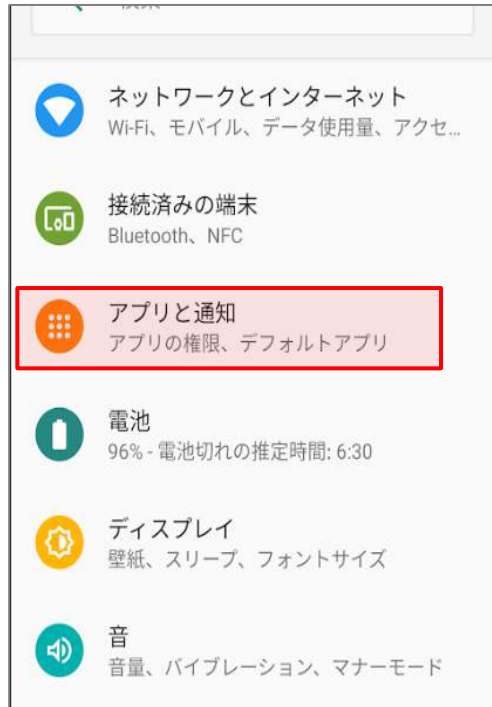 ネットワークとインターネット
Wi-Fi、モバイル、データ使用量、アクセ...
接続済みの端末
Bluetooth、NFC
アプリと通知
アプリの権限、デフォルトアプリ
電池
96% - 電池切れの推定時間: 6:30
ディスプレイ
壁紙、スリープ、フォントサイズ
音
音量、バイブレーション、マナーモード